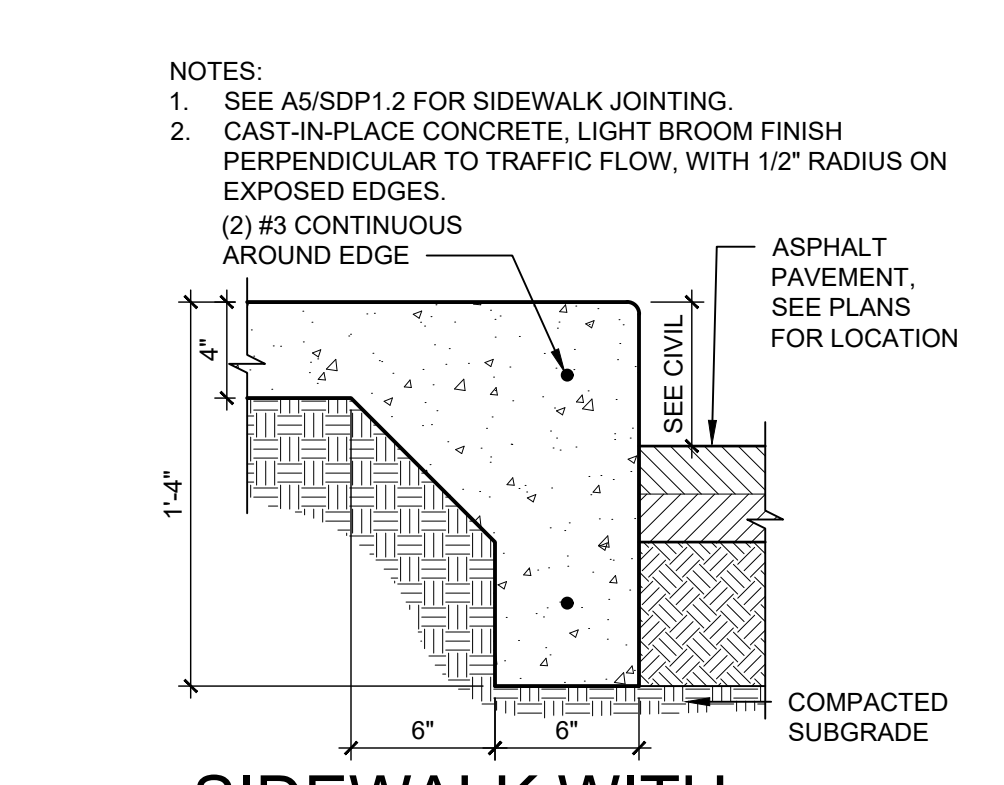 NOTES:
1. SEE A5/SDP1.2 FOR SIDEWALK JOINTING.
2. CAST-IN-PLACE CONCRETE, LIGHT BROOM FINISH
PERPENDICULAR TO TRAFFIC FLOW, WITH 1/2" RADIUS ON
EXPOSED EDGES.
(2) #3 CONTINUOUS
AROUND EDGE
ASPHALT
PAVEMENT,
SEE PLANS
FOR LOCATION
4"
SEE CIVIL
1'-4"
6"
6"
COMPACTED
SUBGRADE
SIDEWALK WITH